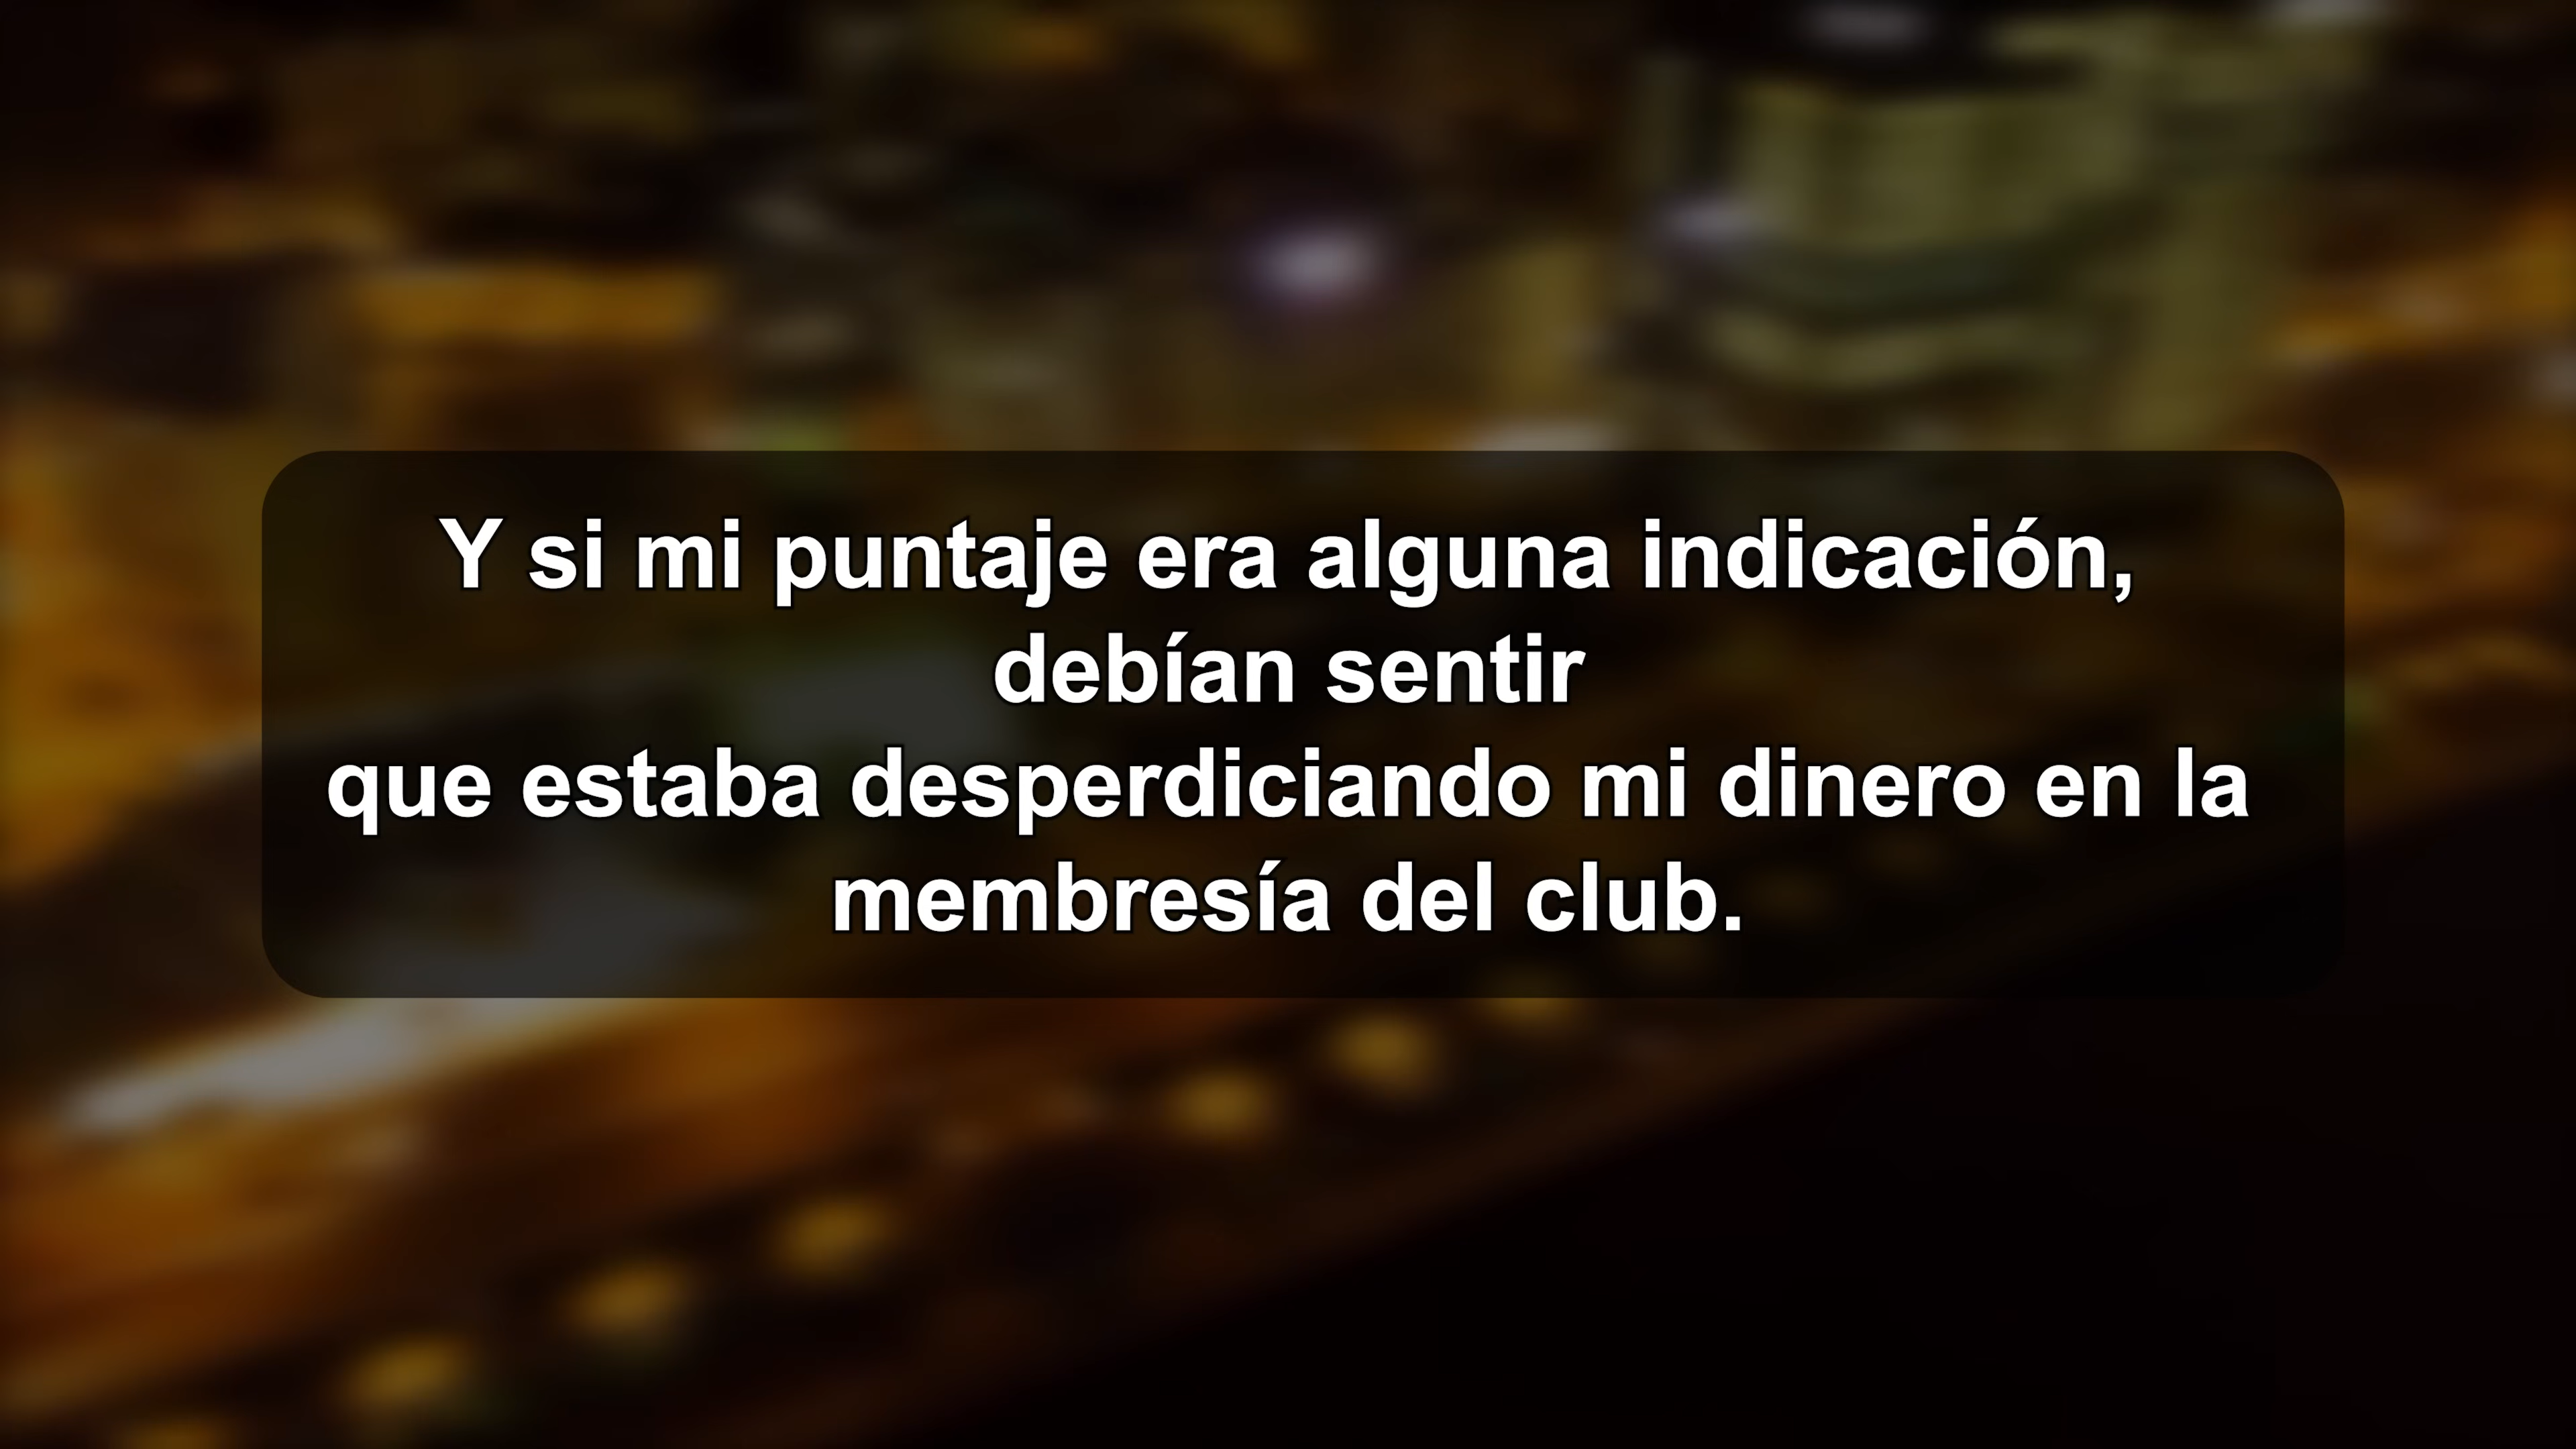 Y si mi puntaje era alguna indicación,
debían sentir
que estaba desperdiciando mi dinero en la
membresía del club.